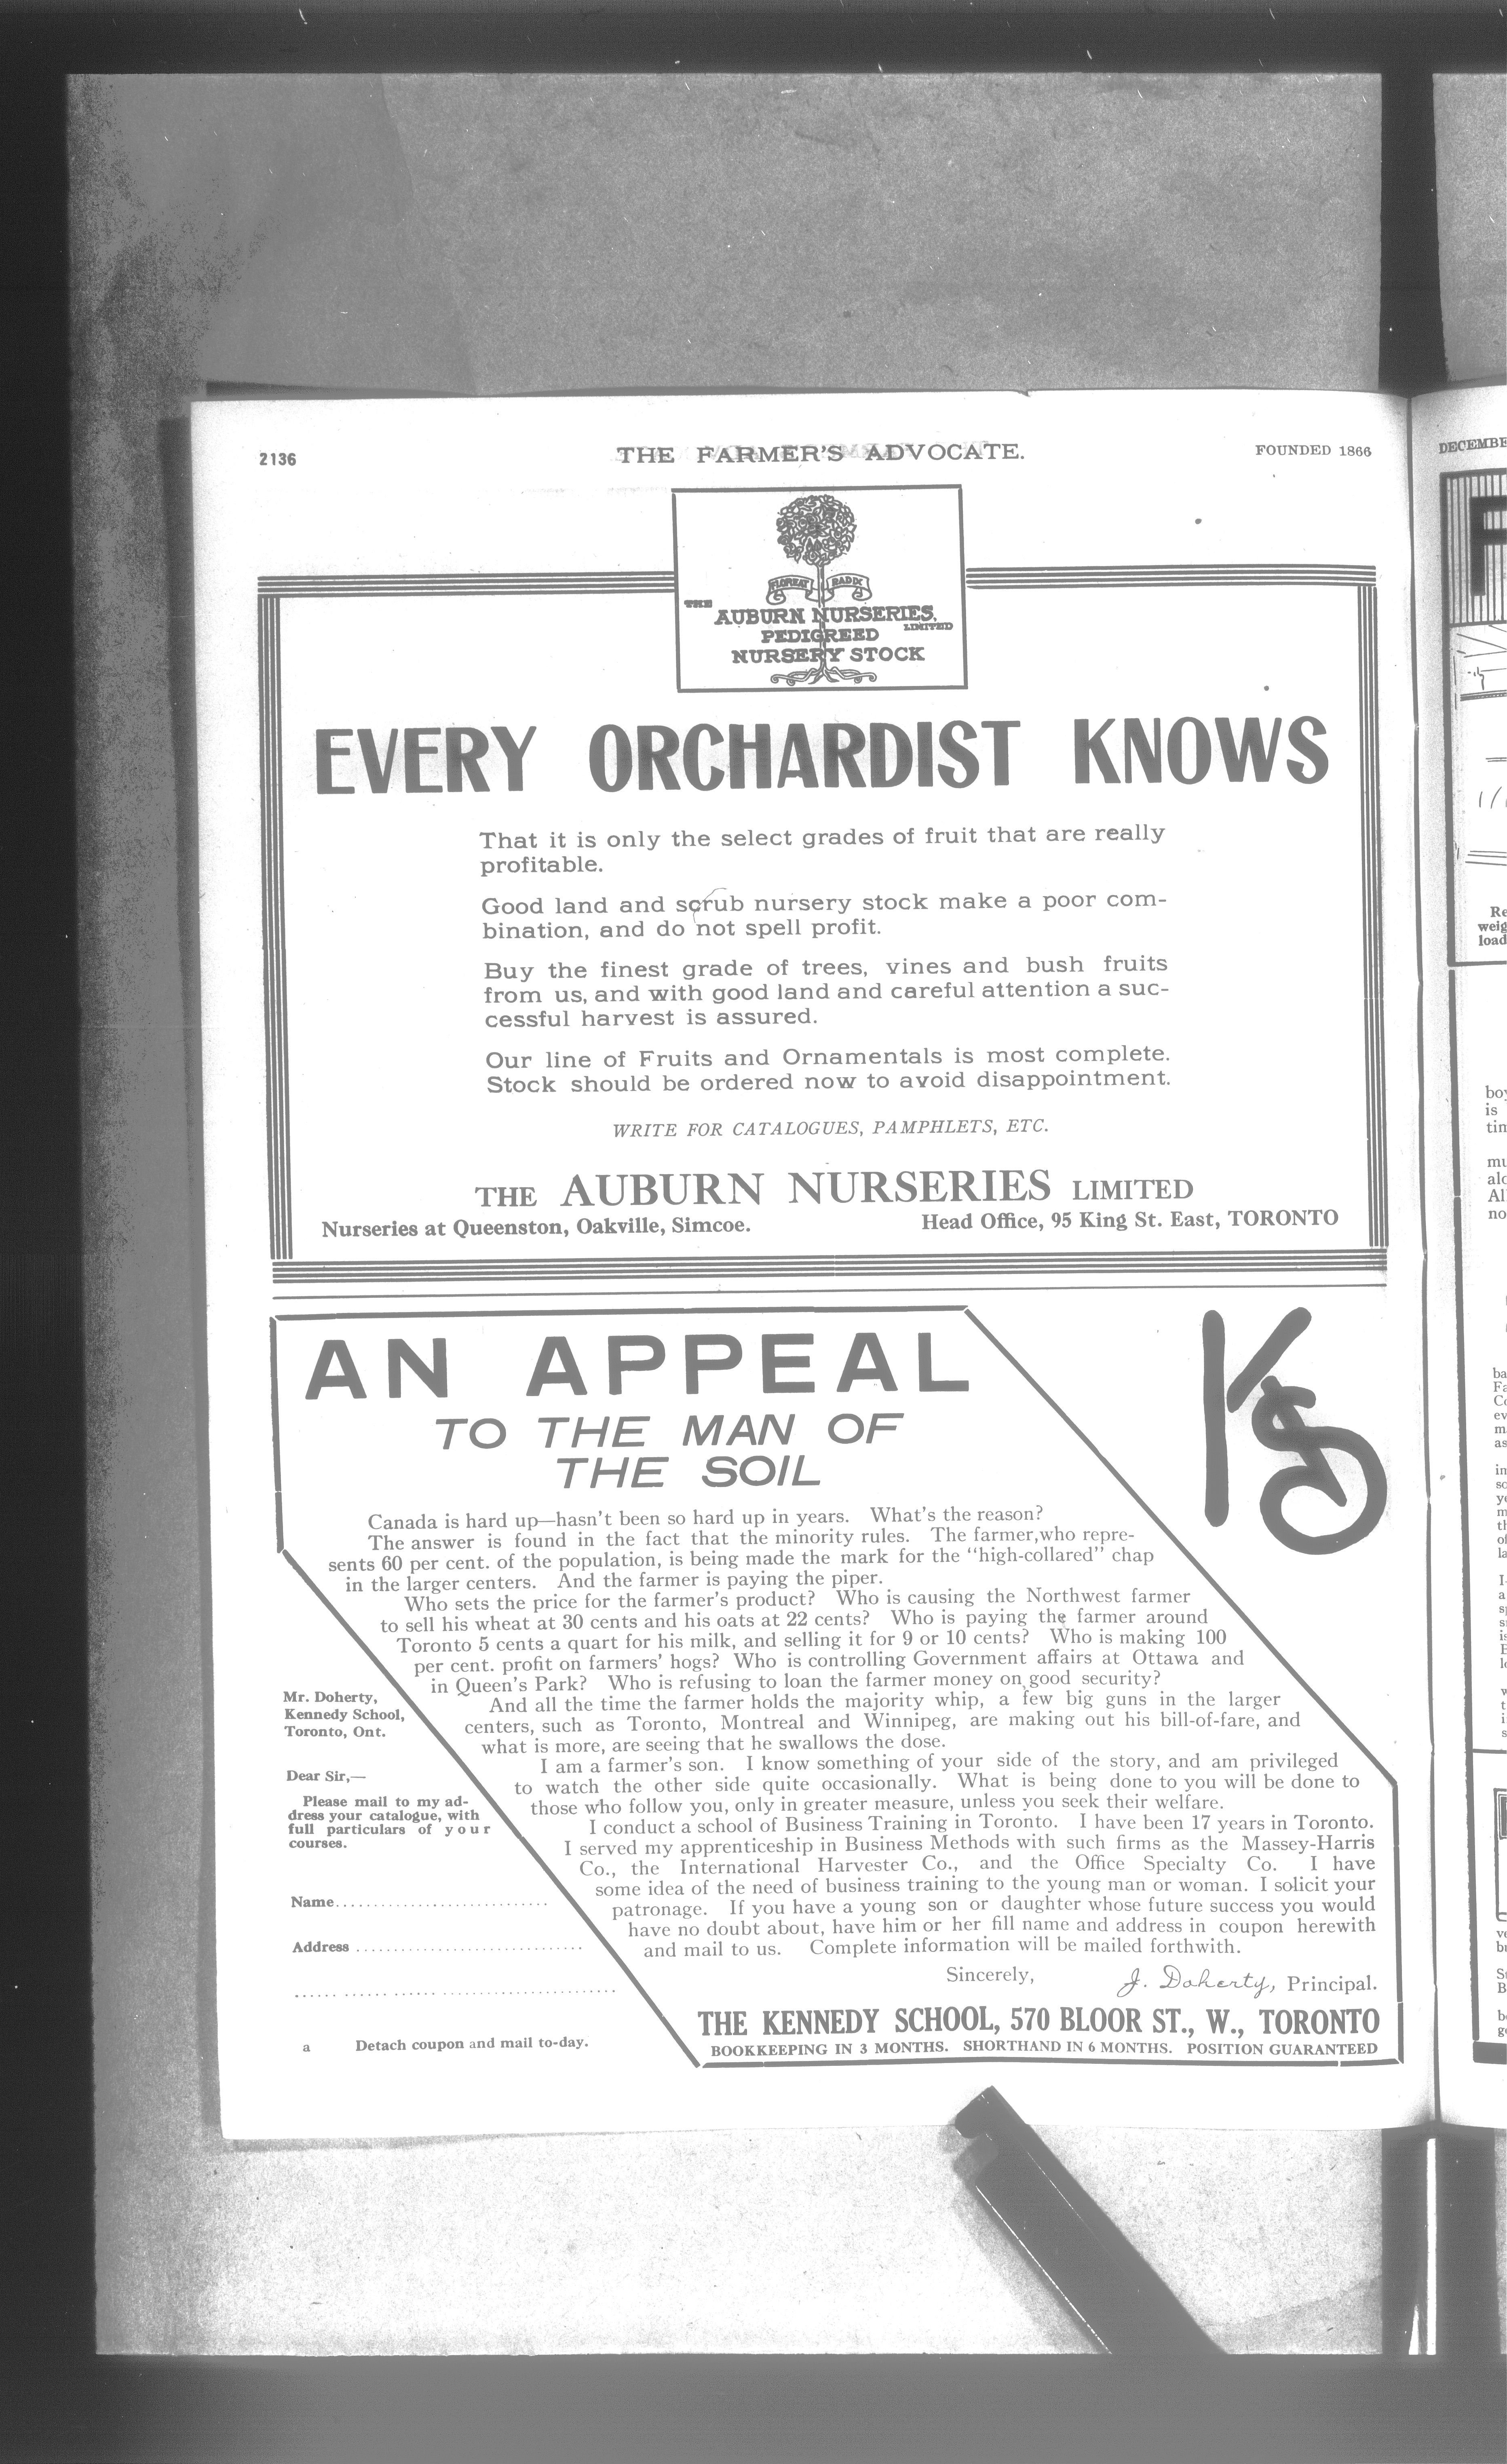 2136
THE FARMER'S ADVOCATE.
FOUNDED 1866
FLOREAT RADIX
THE
AUBURN NURSERIES,
LIMITED
PEDIGREED
NURSERY STOCK
EVERY ORCHARDIST KNOWS
That it is only the select grades of fruit that are really
profitable.
Good land and scrub nursery stock make a poor com-
bination, and do not spell profit.
Buy the finest grade of trees, vines and bush fruits
from us, and with good land and careful attention a suc-
cessful harvest is assured.
Our line of Fruits and Ornamentals is most complete.
Stock should be ordered now to avoid disappointment.
WRITE FOR CATALOGUES, PAMPHLETS, ETC.
THE AUBURN NURSERIES LIMITED
Nurseries at Queenston, Oakville, Simcoe.
Head Office, 95 King St. East, TORONTO
AN APPEAL
TO THE MAN OF
THE SOIL
KS
Canada is hard up—hasn't been so hard up in years. What's the reason?
The answer is found in the fact that the minority rules. The farmer,who repre-
sents 60 per cent. of the population, is being made the mark for the "high-collared" chap
in the larger centers. And the farmer is paying the piper.
Who sets the price for the farmer's product? Who is causing the Northwest farmer
to sell his wheat at 30 cents and his oats at 22 cents? Who is paying the farmer around
Toronto 5 cents a quart for his milk, and selling it for 9 or 10 cents? Who is making 100
per cent. profit on farmers' hogs? Who is controlling Government affairs at Ottawa and
in Queen's Park? Who is refusing to loan the farmer money on good security?
And all the time the farmer holds the majority whip, a few big guns in the larger
centers, such as Toronto, Montreal and Winnipeg, are making out his bill-of-fare, and
what is more, are seeing that he swallows the dose.
I am a farmer's son. I know something of your side of the story, and am privileged
to watch the other side quite occasionally. What is being done to you will be done to
those who follow you, only in greater measure, unless you seek their welfare.
I conduct a school of Business Training in Toronto. I have been 17 years in Toronto.
I served my apprenticeship in Business Methods with such firms as the Massey-Harris
Co., the International Harvester Co., and the Office Specialty Co. I have
some idea of the need of business training to the young man or woman. I solicit your
patronage. If you have a young son or daughter whose future success you would
have no doubt about, have him or her fill name and address in coupon herewith
and mail to us. Complete information will be mailed forthwith.
Sincerely,
J. Doherty, Principal.
THE KENNEDY SCHOOL, 570 BLOOR ST., W., TORONTO
BOOKKEEPING IN 3 MONTHS. SHORTHAND IN 6 MONTHS. POSITION GUARANTEED
Mr. Doherty,
Kennedy School,
Toronto, Ont.
Dear Sir,—
Please mail to my ad-
dress your catalogue, with
full particulars of your
courses.
Name
Address
a Detach coupon and mail to-day.